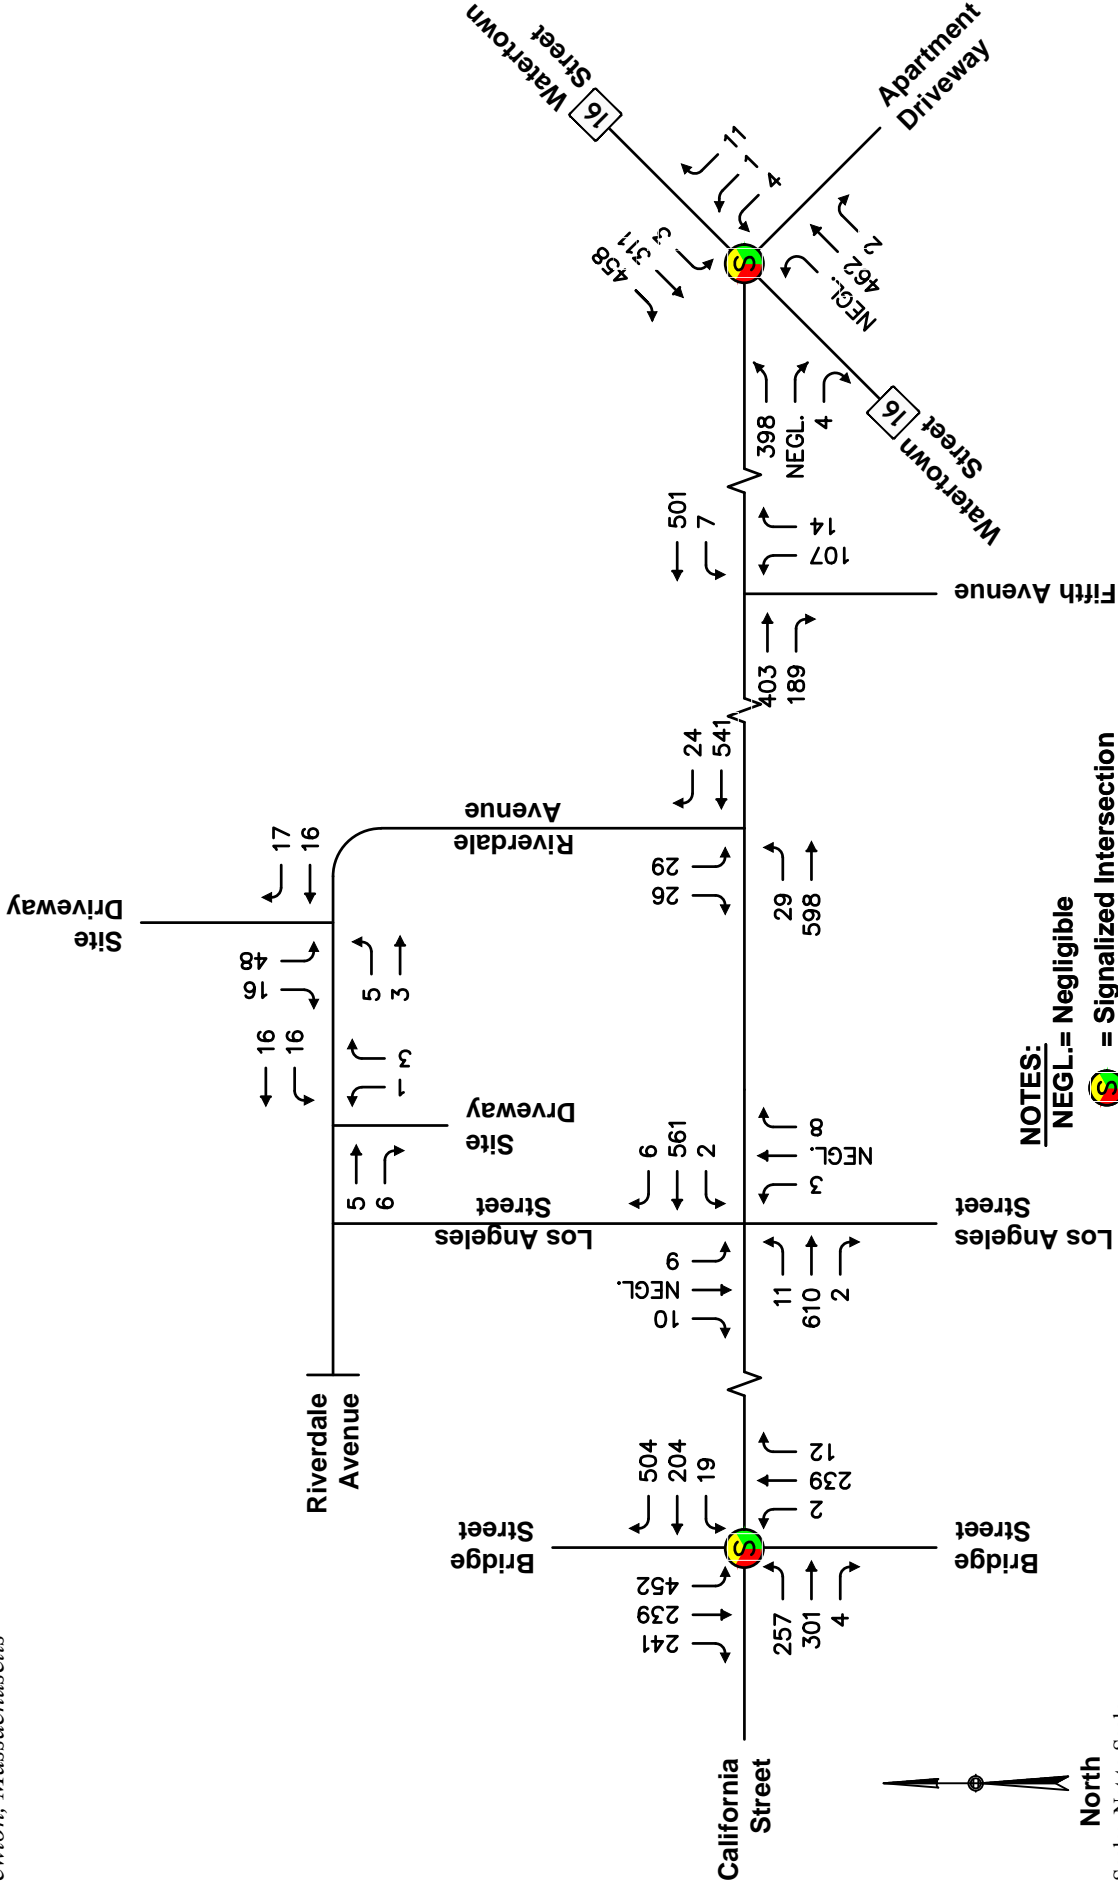 ewton, Massachusetts
Riverdale
Avenue
Site
Driveway
16
48
17
16
5
3
16
16
1
3
5
6
Site
Drveway
Riverdale
Avenue
Los Angeles
Street
Bridge
Street
Watertown
Street
16
241
239
452
504
204
19
257
301
4
2
239
12
10
NEGL.
9
6
561
2
11
610
2
3
NEGL.
8
26
29
24
541
29
598
501
7
403
189
107
14
458
311
3
11
1
4
398
NEGL.
4
NEGL.
462
2
California
Street
Bridge
Street
Los Angeles
Street
Fifth Avenue
16
Watertown
Street
Apartment
Driveway
S
S
North
NOTES:
NEGL.= Negligible
S = Signalized Intersection